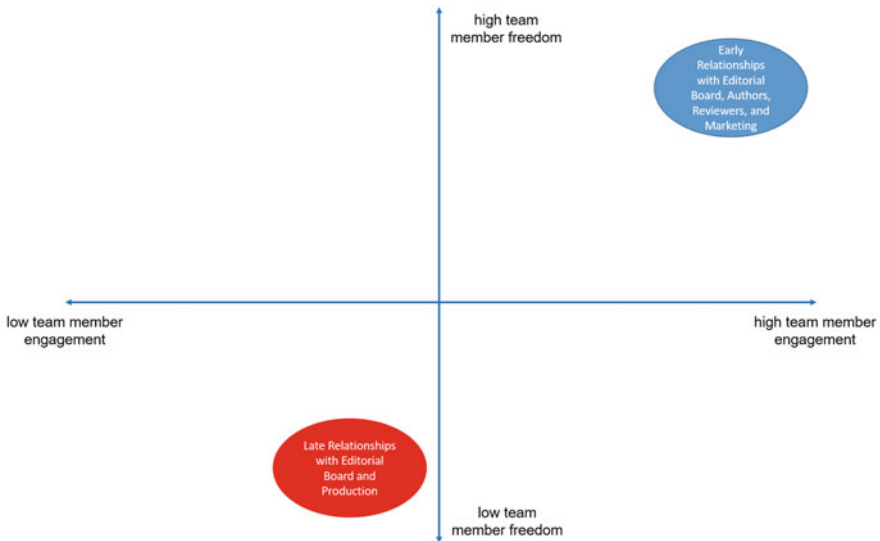 high team
member freedom
Early
Relationships
with Editorial
Board, Authors,
Reviewers, and
Marketing
low team member
engagement
high team member
engagement
Late Relationships
with Editorial
Board and
Production
low team
member freedom